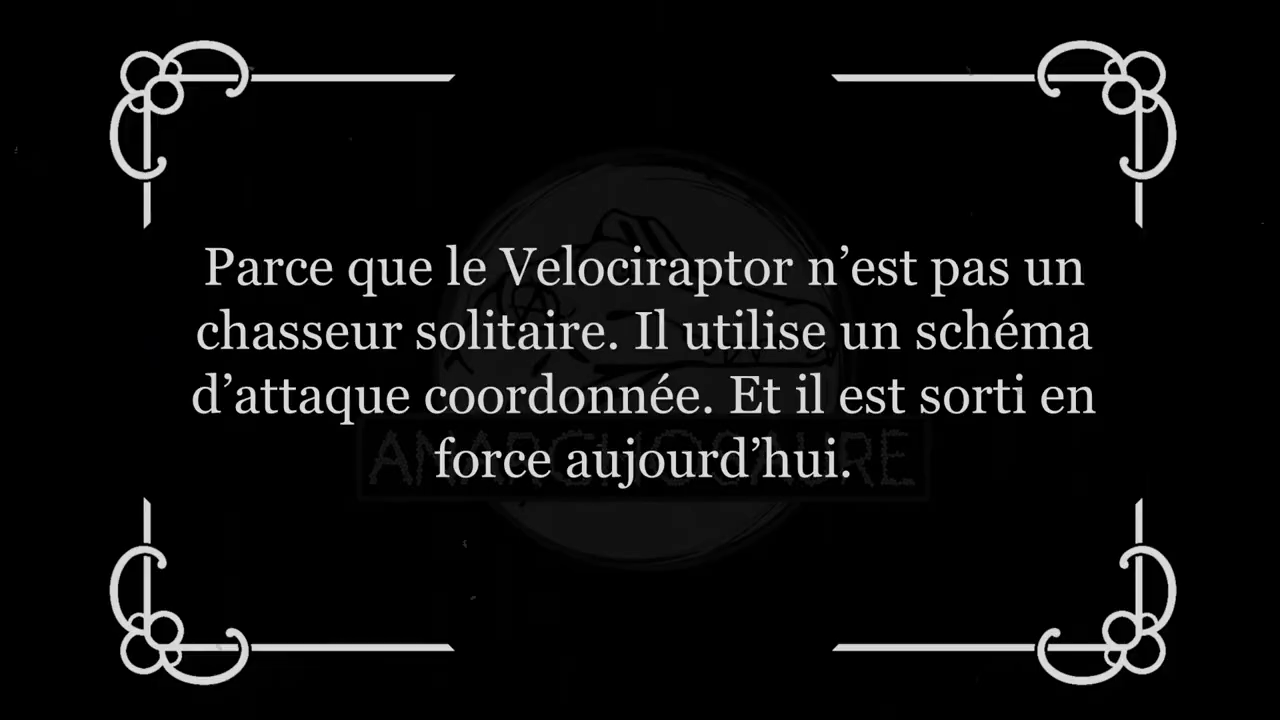 Parce que le Velociraptor n’est pas un
chasseur solitaire. Il utilise un schéma
d’attaque coordonnée. Et il est sorti en
force aujourd’hui.
ANARCHOSAURE